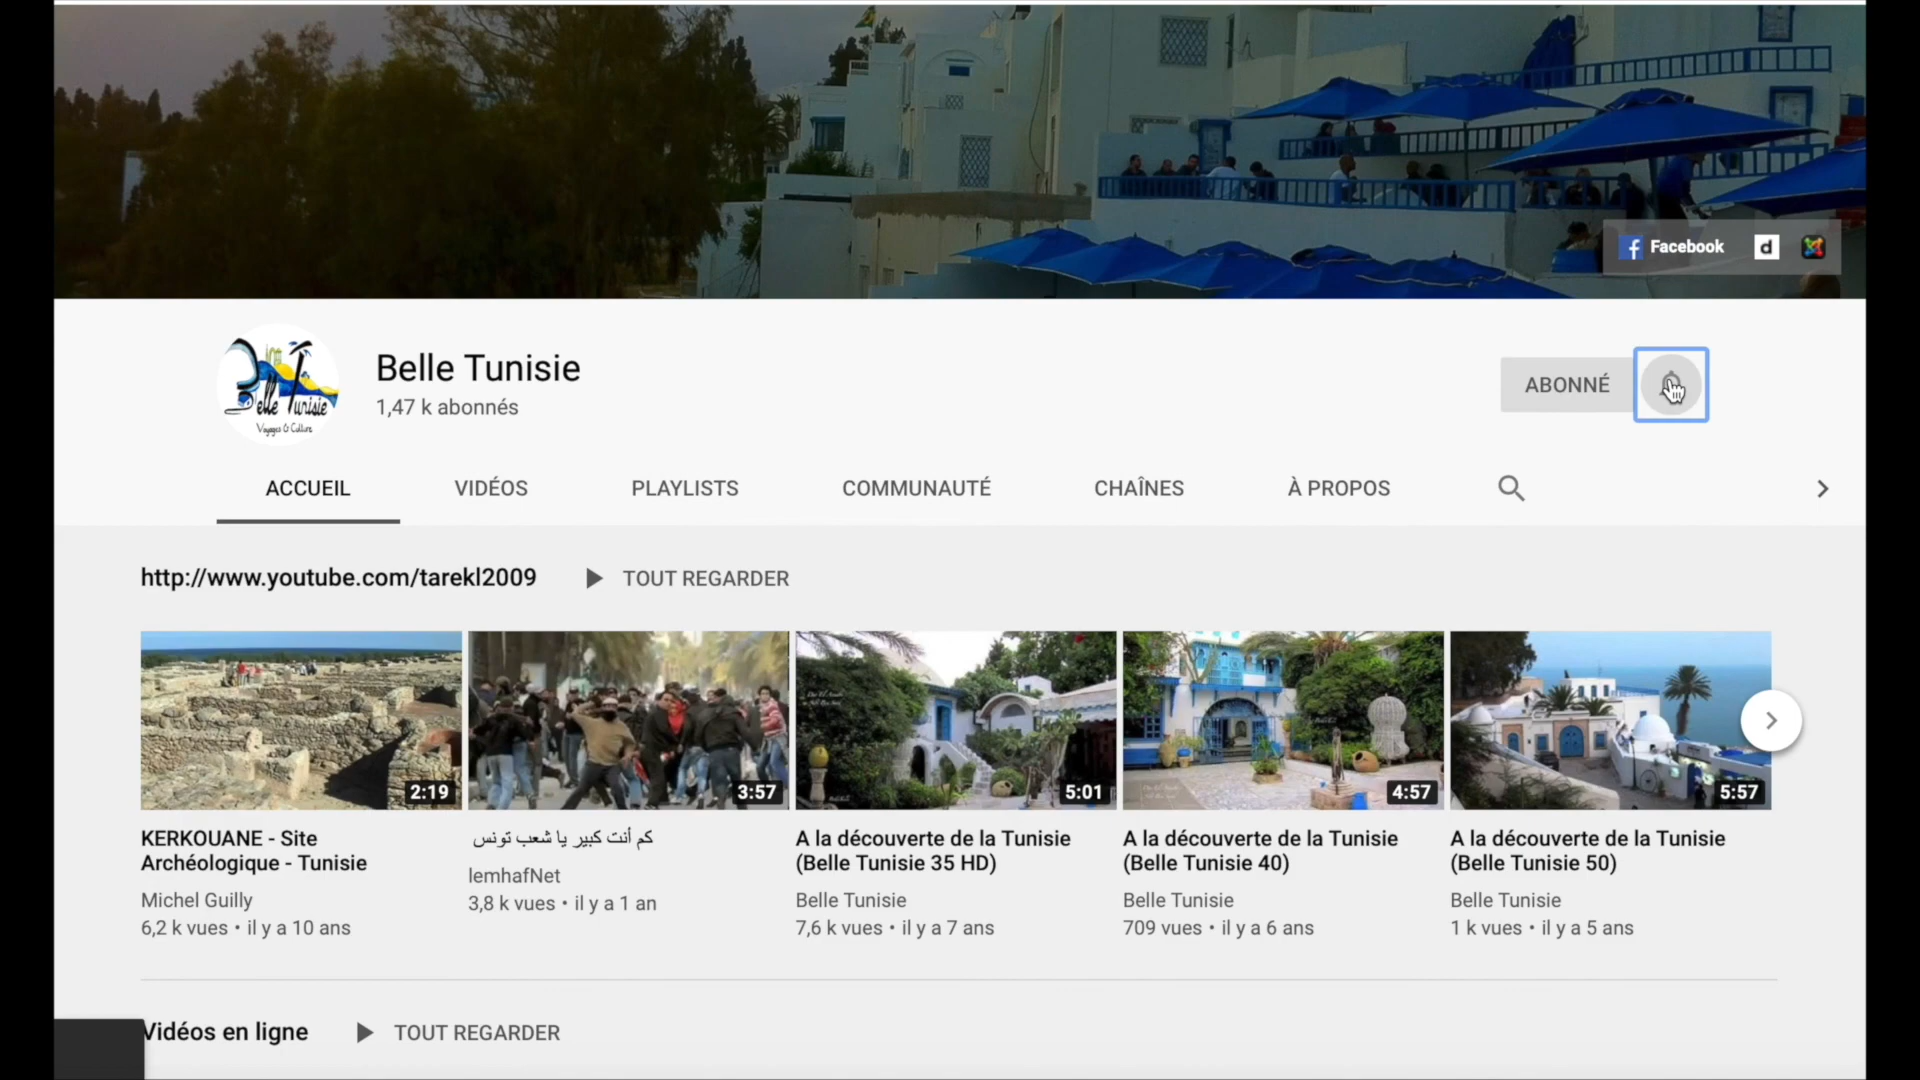 Facebook
d
Belle Tunisie
Voyages & Culture
Belle Tunisie
1,47 k abonnés
ABONNÉ
ACCUEIL
VIDÉOS
PLAYLISTS
COMMUNAUTÉ
CHAÎNES
À PROPOS
http://www.youtube.com/tarekl2009
TOUT REGARDER
2:19
3:57
5:01
4:57
5:57
KERKOUANE - Site
Archéologique - Tunisie
Michel Guilly
6,2 k vues • il y a 10 ans
كم أنت كبير يا شعب تونس
lemhafNet
3,8 k vues • il y a 1 an
A la découverte de la Tunisie
(Belle Tunisie 35 HD)
Belle Tunisie
7,6 k vues • il y a 7 ans
A la découverte de la Tunisie
(Belle Tunisie 40)
Belle Tunisie
709 vues • il y a 6 ans
A la découverte de la Tunisie
(Belle Tunisie 50)
Belle Tunisie
1 k vues • il y a 5 ans
Vidéos en ligne
TOUT REGARDER